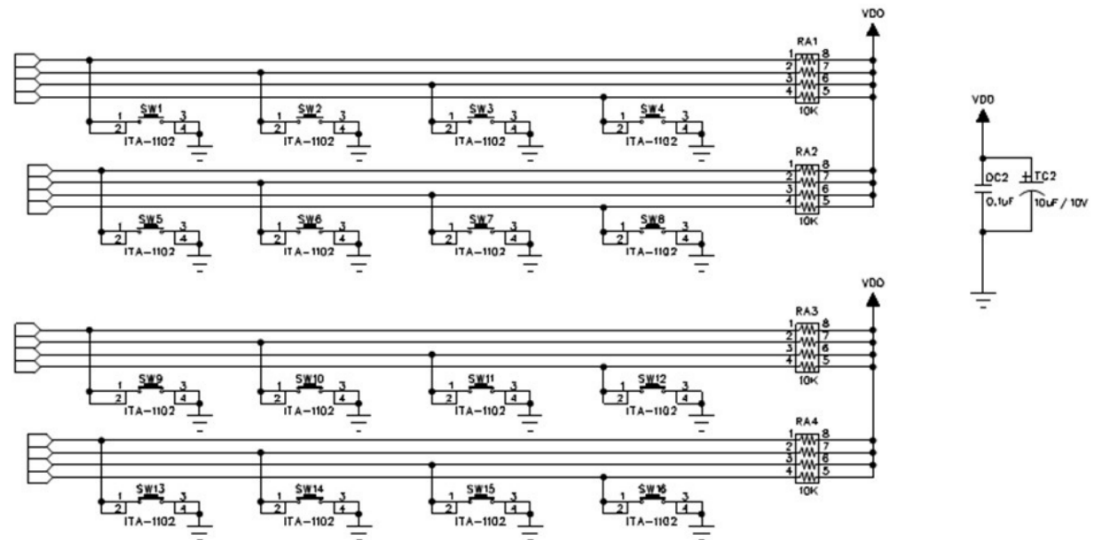 VDD
RA1
1 8
2 7
3 6
4 5
10K
SW1 SW2 SW3 SW4
1 3 1 3 1 3 1 3
2 4 2 4 2 4 2 4
ITA-1102 ITA-1102 ITA-1102 ITA-1102
RA2
1 8
2 7
3 6
4 5
10K
SW5 SW6 SW7 SW8
1 3 1 3 1 3 1 3
2 4 2 4 2 4 2 4
ITA-1102 ITA-1102 ITA-1102 ITA-1102
VDD
OC2 + TC2
0.1uF 10uF / 10V
VDD
RA3
1 8
2 7
3 6
4 5
10K
SW9 SW10 SW11 SW12
1 3 1 3 1 3 1 3
2 4 2 4 2 4 2 4
ITA-1102 ITA-1102 ITA-1102 ITA-1102
RA4
1 8
2 7
3 6
4 5
10K
SW13 SW14 SW15 SW16
1 3 1 3 1 3 1 3
2 4 2 4 2 4 2 4
ITA-1102 ITA-1102 ITA-1102 ITA-1102